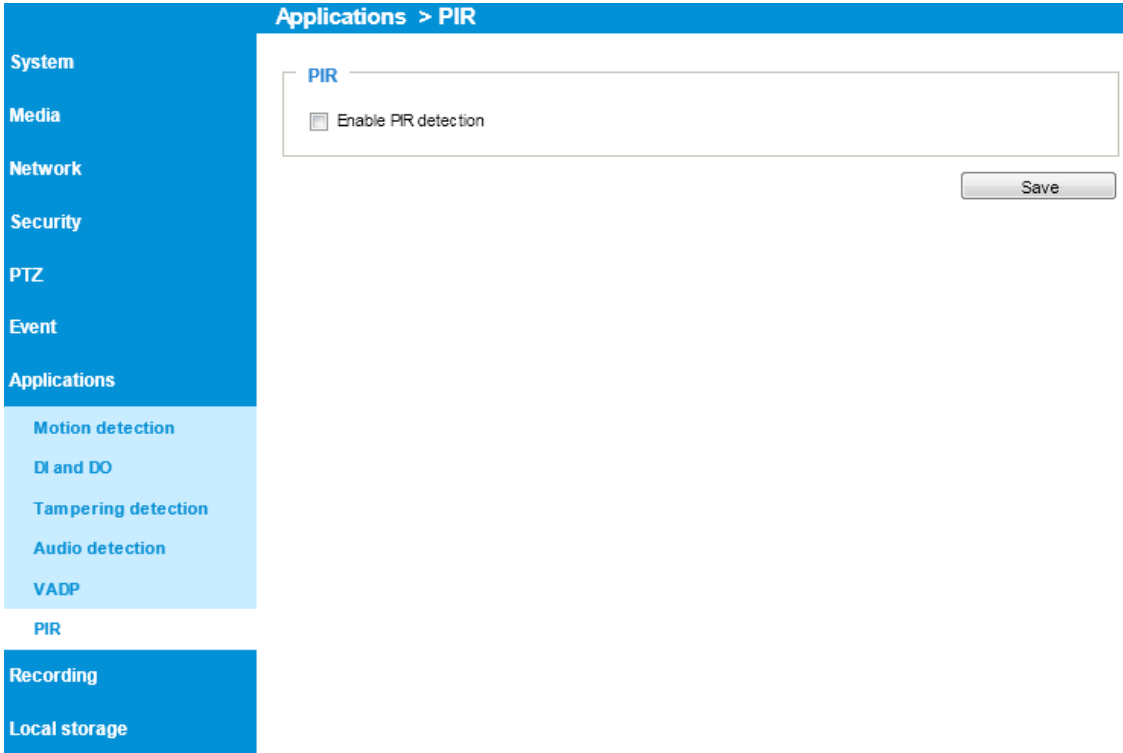 Applications > PIR
System
Media
Network
Security
PTZ
Event
Applications
Motion detection
DI and DO
Tampering detection
Audio detection
VADP
PIR
Recording
Local storage
PIR
Enable PIR detection
Save